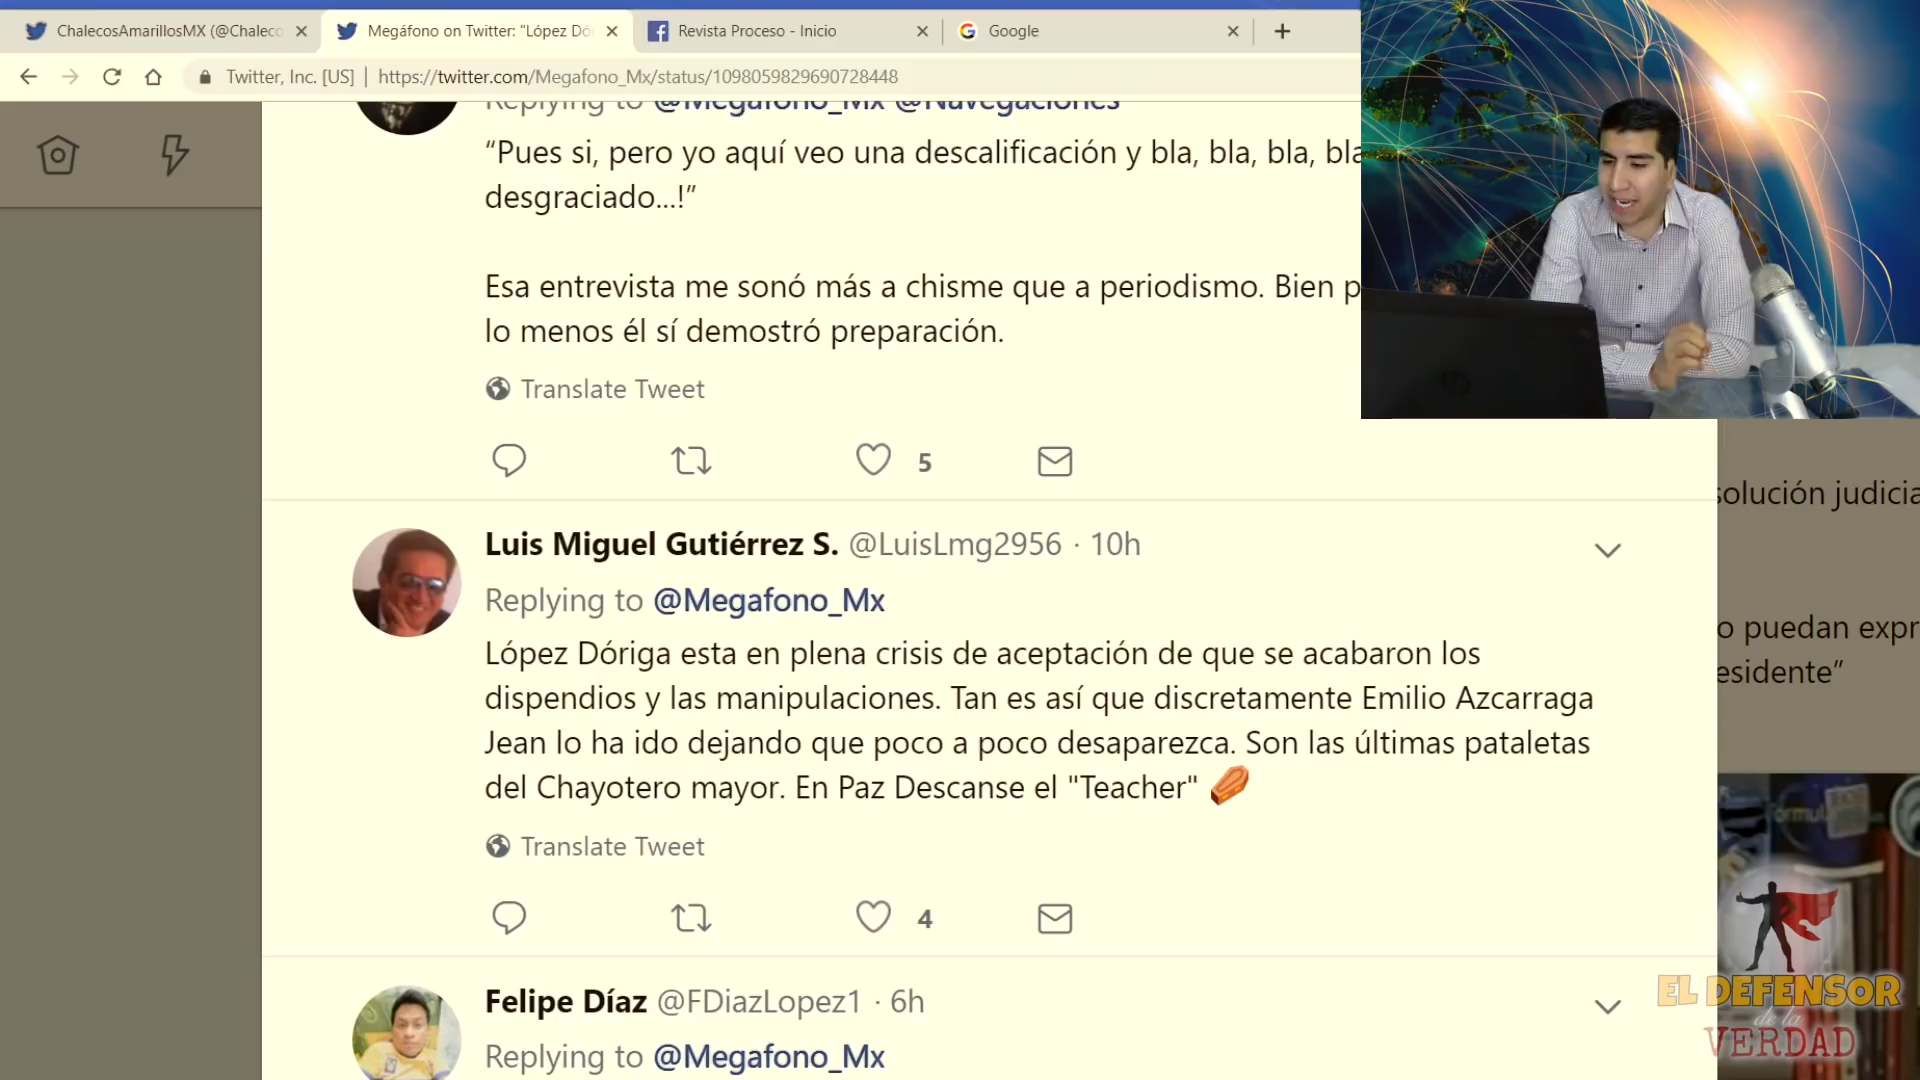 ChalecosAmarillosMX (@Chaleco
Megáfono on Twitter: "López Dó
Revista Proceso - Inicio
Google
Twitter, Inc. [US] | https://twitter.com/Megafono_Mx/status/1098059829690728448
Replying to @Megafono_Mx @Navegaciones
“Pues si, pero yo aquí veo una descalificación y bla, bla, bla, bla
desgraciado...!”
Esa entrevista me sonó más a chisme que a periodismo. Bien p
lo menos él sí demostró preparación.
Translate Tweet
5
solución judicia
Luis Miguel Gutiérrez S. @LuisLmg2956 · 10h
Replying to @Megafono_Mx
o puedan expr
esidente”
López Dóriga esta en plena crisis de aceptación de que se acabaron los
dispendios y las manipulaciones. Tan es así que discretamente Emilio Azcarraga
Jean lo ha ido dejando que poco a poco desaparezca. Son las últimas pataletas
del Chayotero mayor. En Paz Descanse el "Teacher"
Translate Tweet
4
Felipe Díaz @FDiazLopez1 · 6h
Replying to @Megafono_Mx
EL DEFENSOR
de la
VERDAD